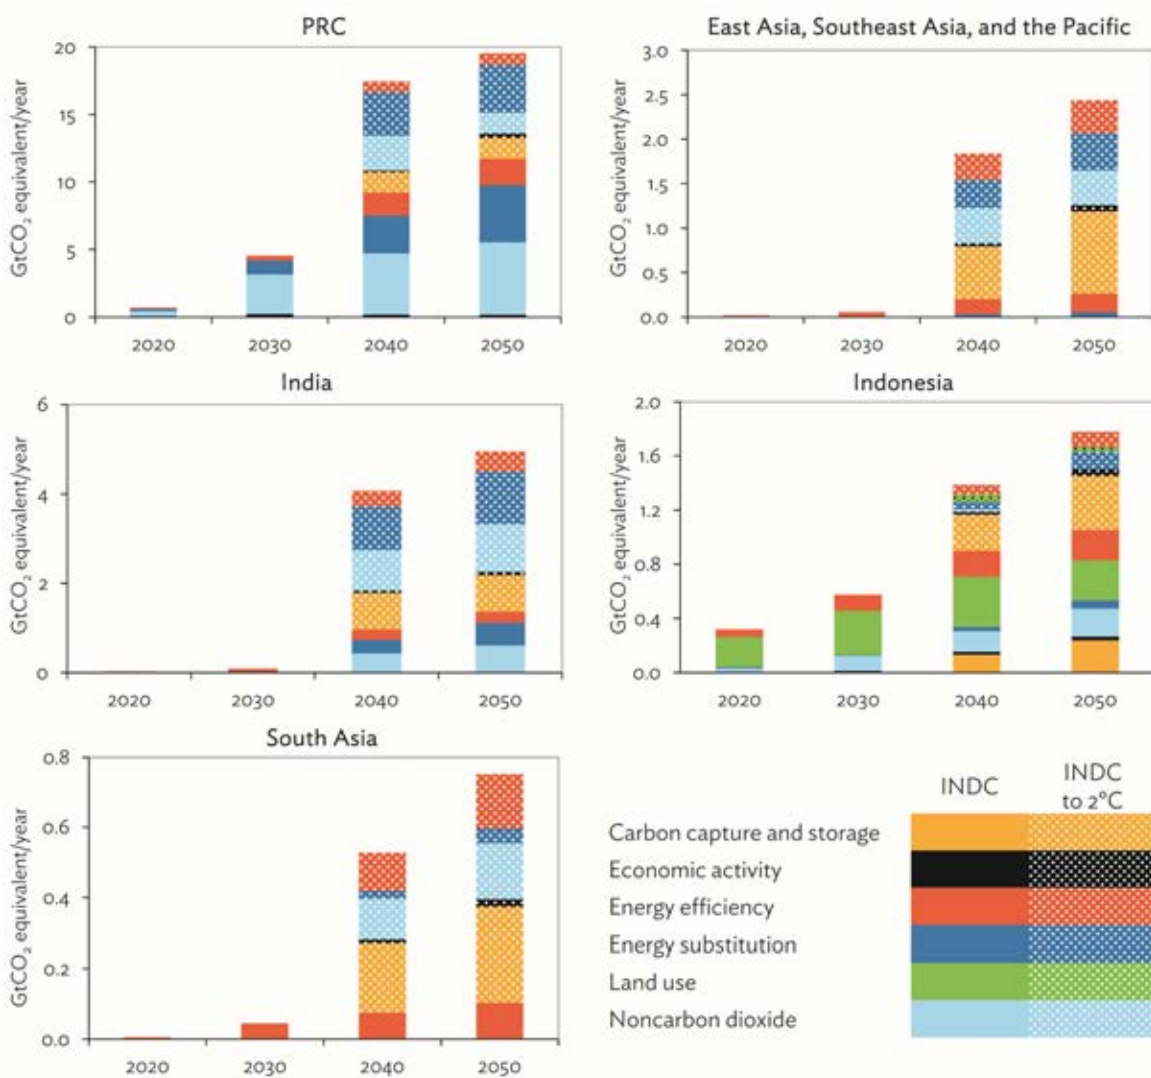 PRC
GtCO₂ equivalent/year
20
15
10
5
0
2020 2030 2040 2050
East Asia, Southeast Asia, and the Pacific
GtCO₂ equivalent/year
3.0
2.5
2.0
1.5
1.0
0.5
0.0
2020 2030 2040 2050
India
GtCO₂ equivalent/year
6
4
2
0
2020 2030 2040 2050
Indonesia
GtCO₂ equivalent/year
2.0
1.6
1.2
0.8
0.4
0.0
2020 2030 2040 2050
South Asia
GtCO₂ equivalent/year
0.8
0.6
0.4
0.2
0.0
2020 2030 2040 2050
INDC INDC
to 2°C
Carbon capture and storage
Economic activity
Energy efficiency
Energy substitution
Land use
Noncarbon dioxide